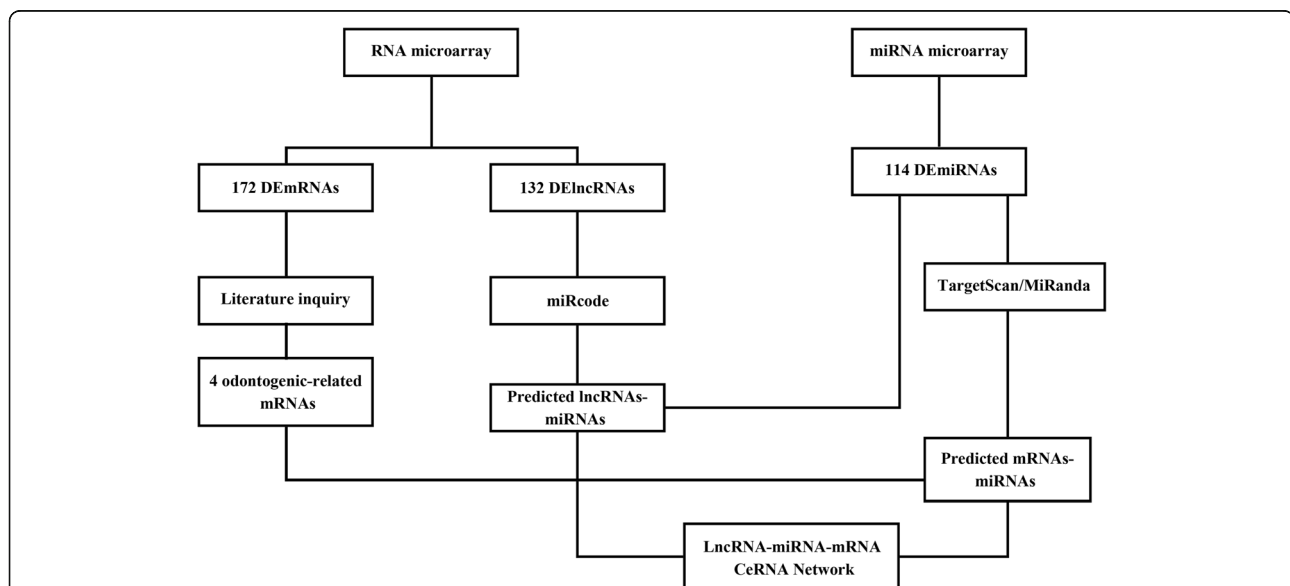 RNA microarray
miRNA microarray
172 DEmRNAs
132 DElncRNAs
114 DEmiRNAs
Literature inquiry
miRcode
TargetScan/MiRanda
4 odontogenic-related
mRNAs
Predicted lncRNAs-
miRNAs
Predicted mRNAs-
miRNAs
LncRNA-miRNA-mRNA
CeRNA Network